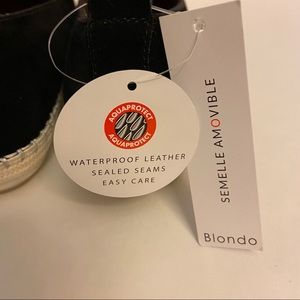 AQUAPROTECT
AQUAPROTECT
WATERPROOF LEATHER
SEALED SEAMS
EASY CARE
SEMELLE AMOVIBLE
Blondo